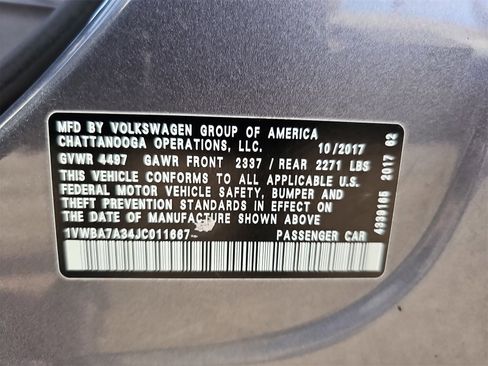 MFD BY VOLKSWAGEN GROUP OF AMERICA
CHATTANOOGA OPERATIONS, LLC. 10/2017
GVWR 4497 GAWR FRONT 2337 / REAR 2271 LBS
THIS VEHICLE CONFORMS TO ALL APPLICABLE U.S.
FEDERAL MOTOR VEHICLE SAFETY, BUMPER AND
THEFT PREVENTION STANDARDS IN EFFECT ON
THE DATE OF MANUFACTURE SHOWN ABOVE
1VWBA7A34JC011667 PASSENGER CAR
4339165 2017 02